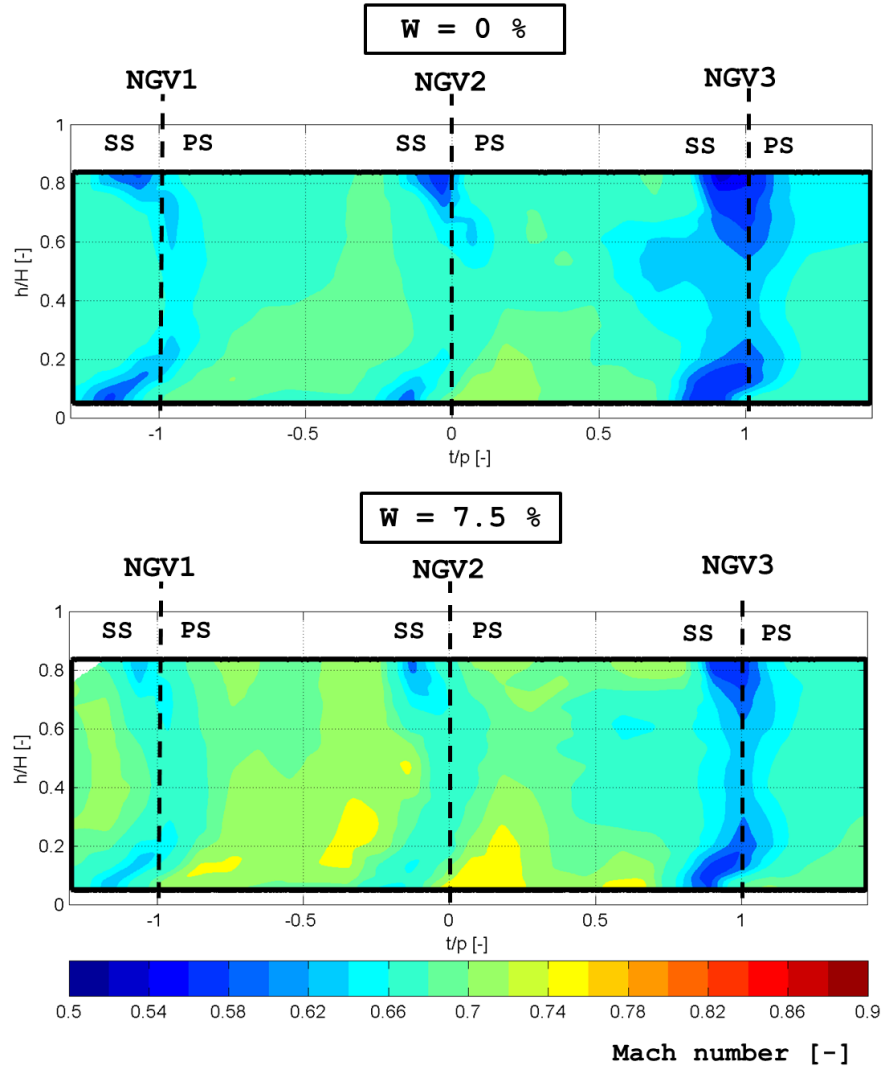 W = 0 %
NGV1 NGV2 NGV3
SS PS SS PS SS PS
1
0.8
0.6
0.4
0.2
0
h/H [-]
-1 -0.5 0 0.5 1
t/p [-]
W = 7.5 %
NGV1 NGV2 NGV3
SS PS SS PS SS PS
1
0.8
0.6
0.4
0.2
0
h/H [-]
-1 -0.5 0 0.5 1
t/p [-]
0.5 0.54 0.58 0.62 0.66 0.7 0.74 0.78 0.82 0.86 0.9
Mach number [-]